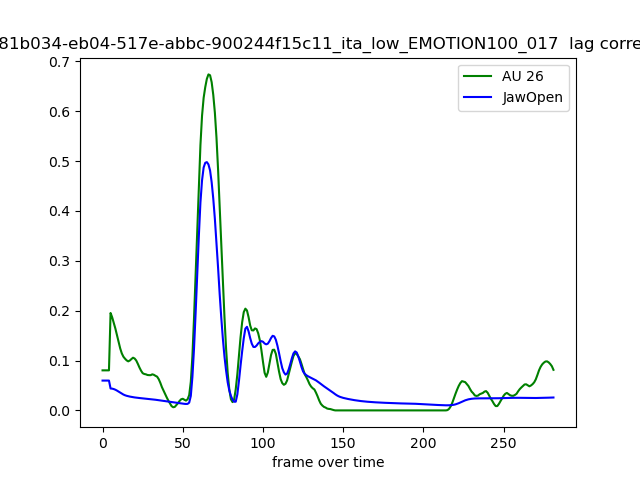 81b034-eb04-517e-abbc-900244f15c11_ita_low_EMOTION100_017 lag corre
0.7
AU 26
JawOpen
0.6
0.5
0.4
0.3
0.2
0.1
0.0
0 50 100 150 200 250
frame over time